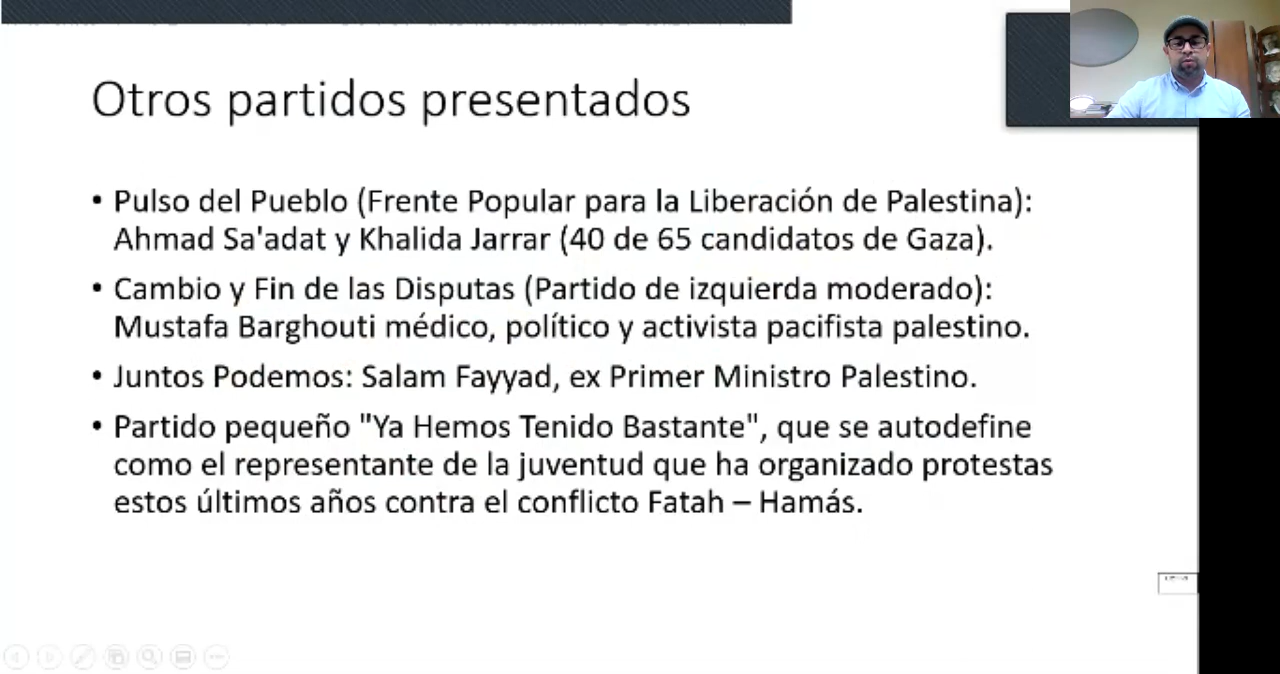 Otros partidos presentados
• Pulso del Pueblo (Frente Popular para la Liberación de Palestina):
Ahmad Sa'adat y Khalida Jarrar (40 de 65 candidatos de Gaza).
• Cambio y Fin de las Disputas (Partido de izquierda moderado):
Mustafa Barghouti médico, político y activista pacifista palestino.
• Juntos Podemos: Salam Fayyad, ex Primer Ministro Palestino.
• Partido pequeño "Ya Hemos Tenido Bastante", que se autodefine
como el representante de la juventud que ha organizado protestas
estos últimos años contra el conflicto Fatah – Hamás.